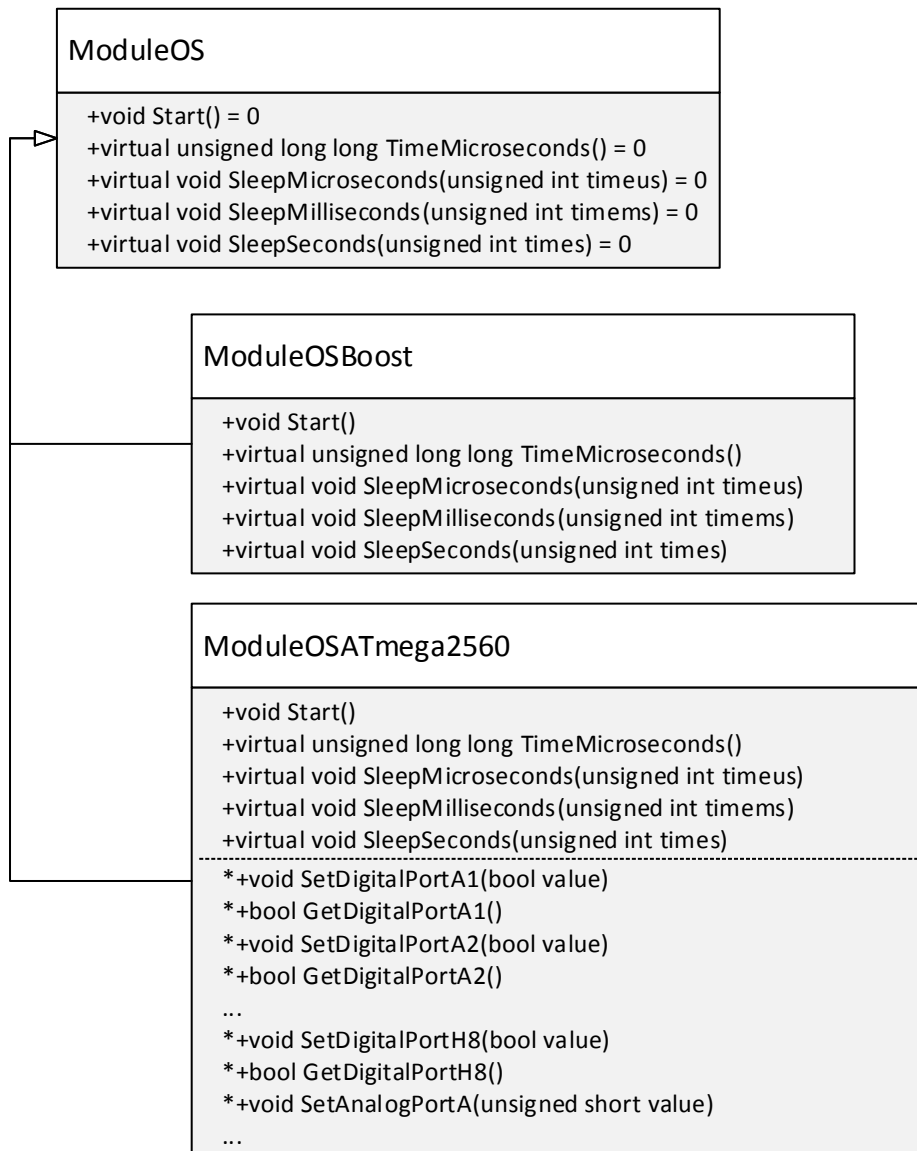 ModuleOS
+void Start() = 0
+virtual unsigned long long TimeMicroseconds() = 0
+virtual void SleepMicroseconds(unsigned int timeus) = 0
+virtual void SleepMilliseconds(unsigned int timems) = 0
+virtual void SleepSeconds(unsigned int times) = 0
ModuleOSBoost
+void Start()
+virtual unsigned long long TimeMicroseconds()
+virtual void SleepMicroseconds(unsigned int timeus)
+virtual void SleepMilliseconds(unsigned int timems)
+virtual void SleepSeconds(unsigned int times)
ModuleOSATmega2560
+void Start()
+virtual unsigned long long TimeMicroseconds()
+virtual void SleepMicroseconds(unsigned int timeus)
+virtual void SleepMilliseconds(unsigned int timems)
+virtual void SleepSeconds(unsigned int times)
*+void SetDigitalPortA1(bool value)
*+bool GetDigitalPortA1()
*+void SetDigitalPortA2(bool value)
*+bool GetDigitalPortA2()
...
*+void SetDigitalPortH8(bool value)
*+bool GetDigitalPortH8()
*+void SetAnalogPortA(unsigned short value)
...